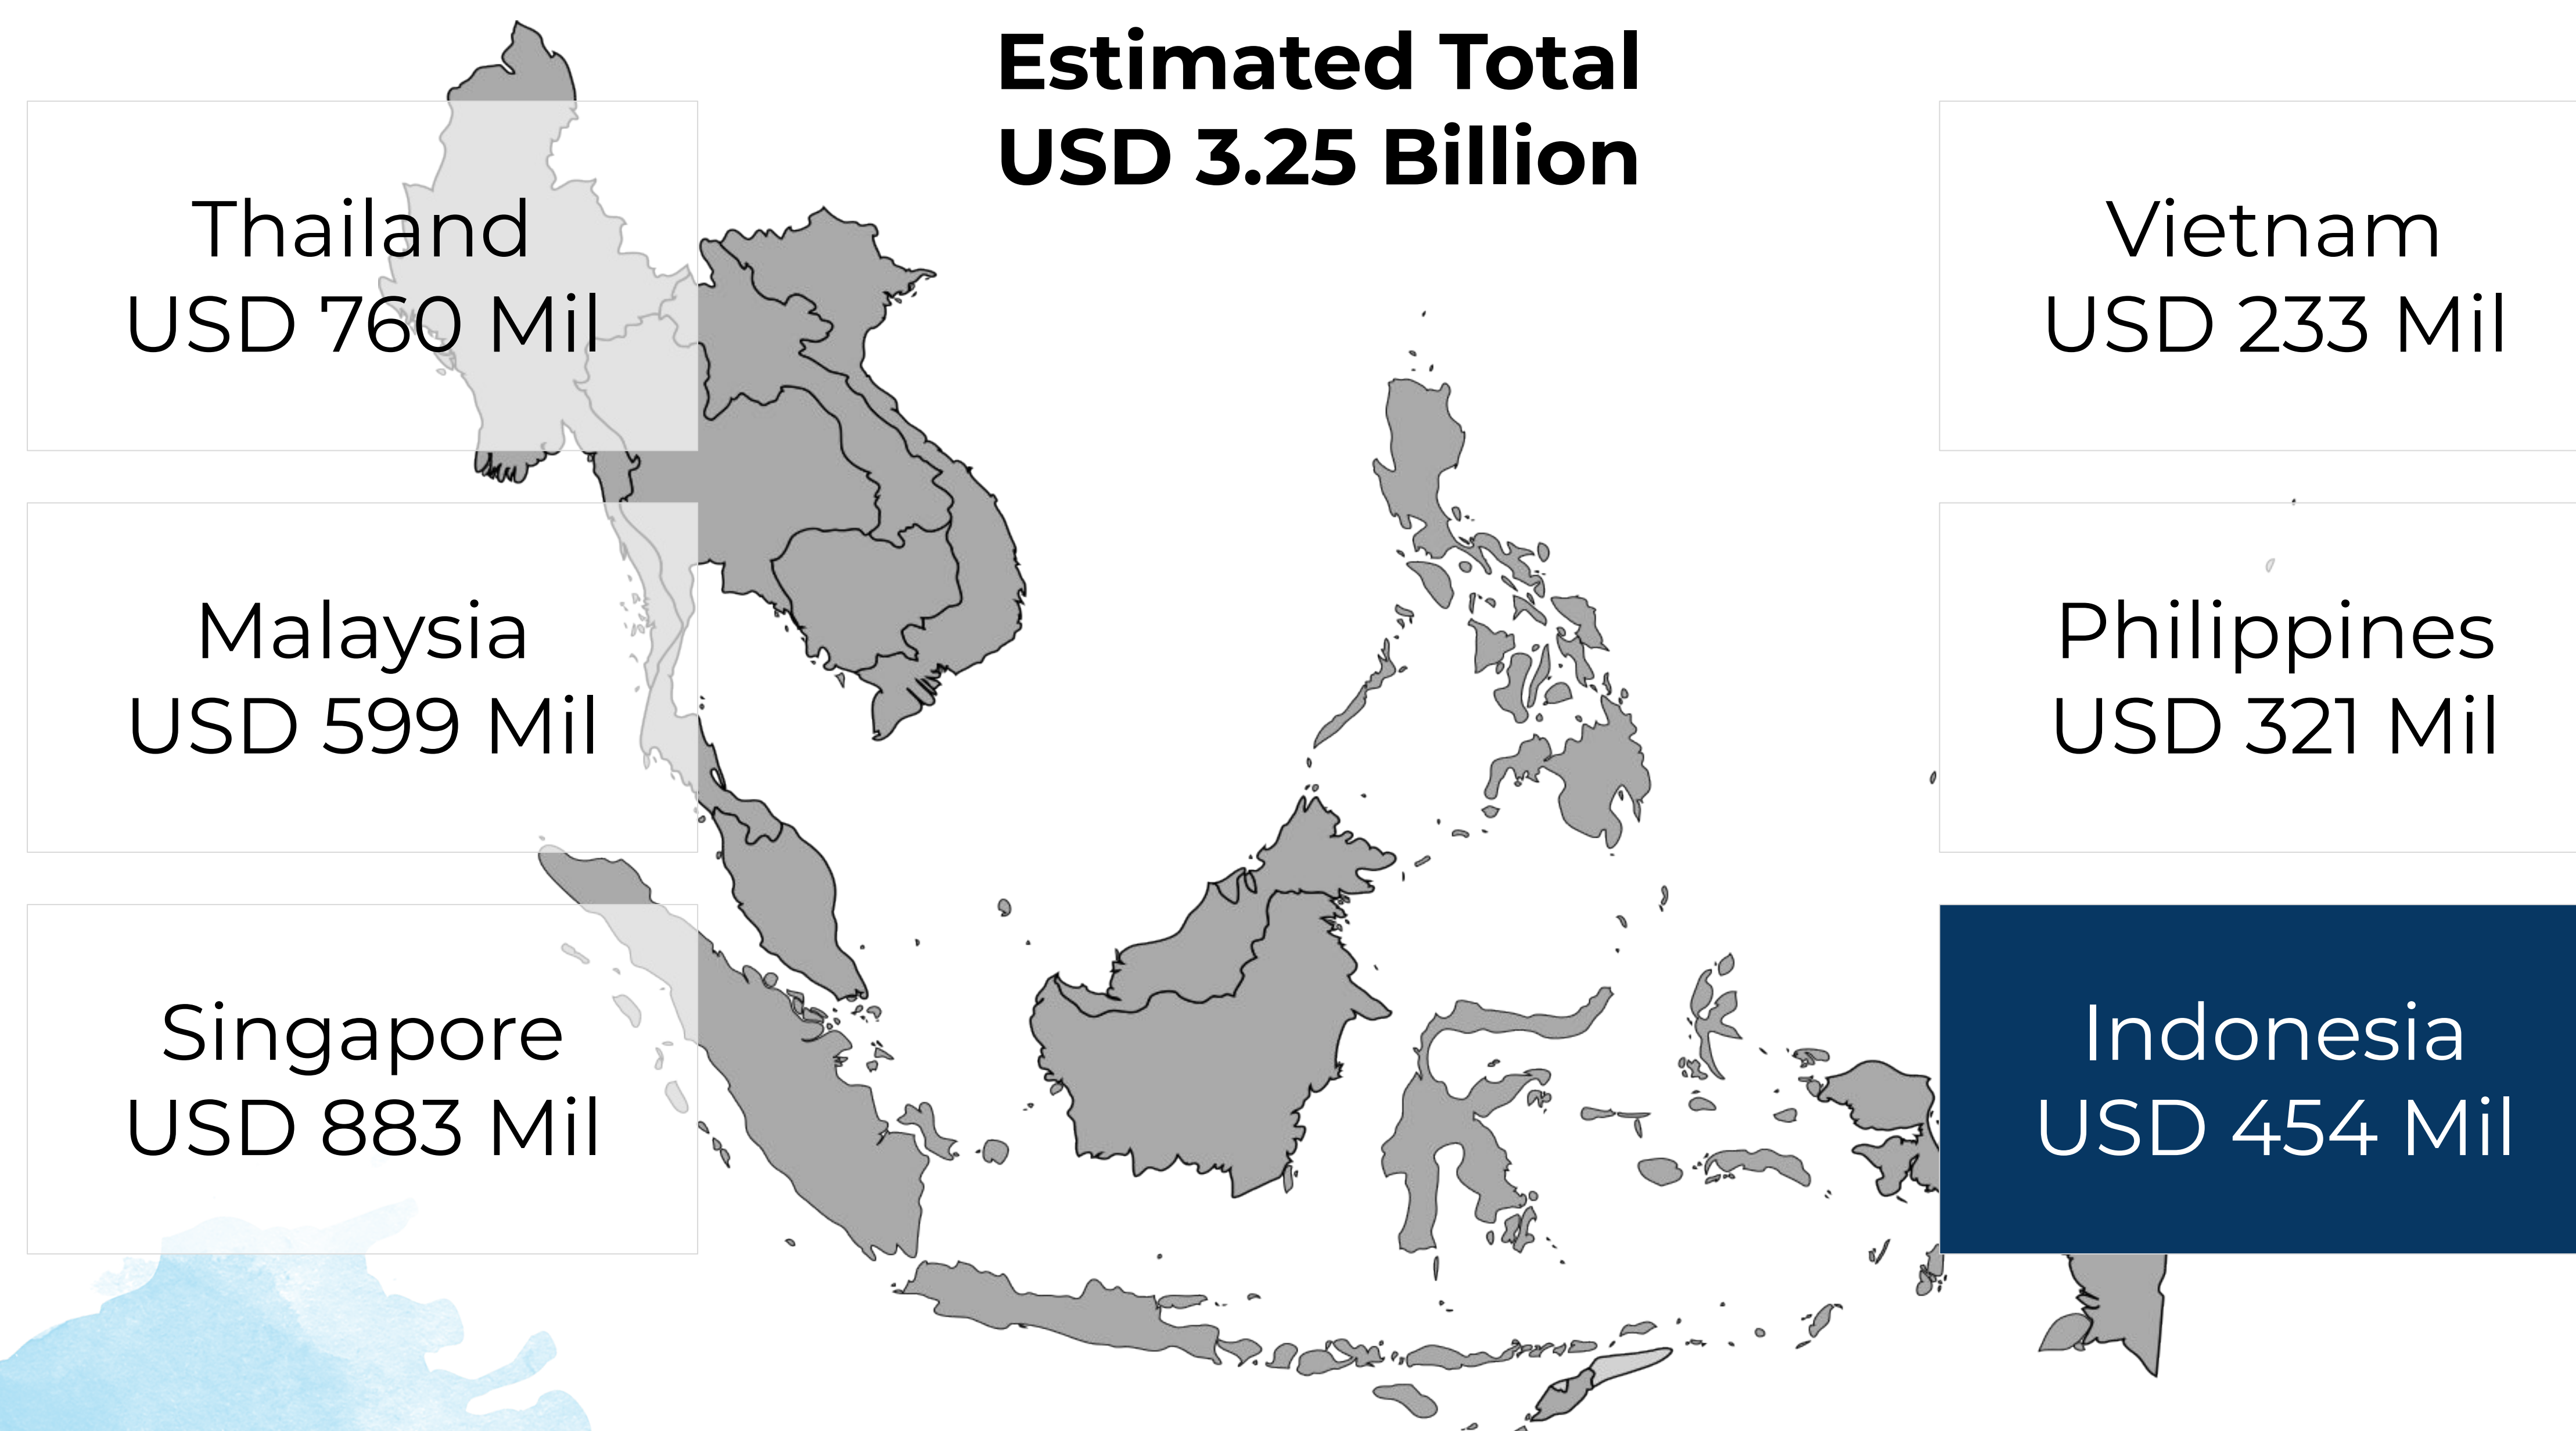 Estimated Total
USD 3.25 Billion
Thailand
USD 760 Mil
Malaysia
USD 599 Mil
Singapore
USD 883 Mil
Vietnam
USD 233 Mil
Philippines
USD 321 Mil
Indonesia
USD 454 Mil